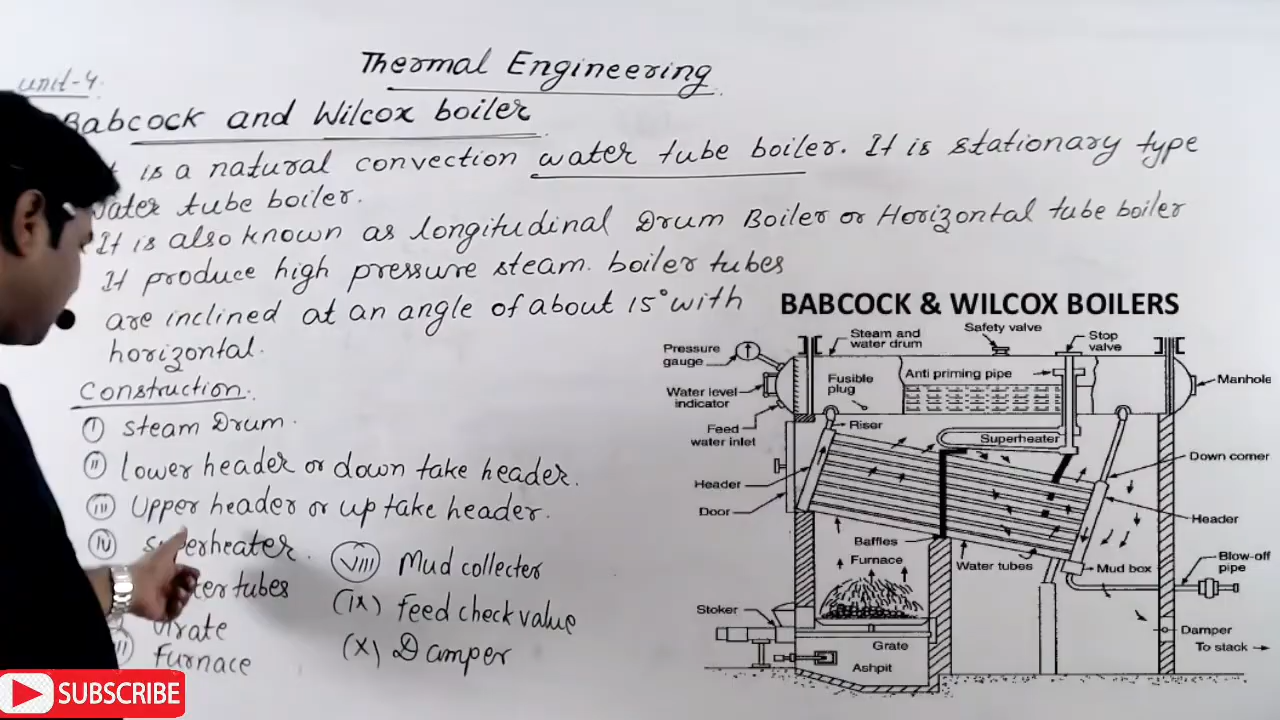 Thermal Engineering
unit-4
Babcock and Wilcox boiler
is a natural convection water tube boiler. It is stationary type
water tube boiler.
It is also known as longitudinal Drum Boiler or Horizontal tube boiler
It produce high pressure steam. boiler tubes
are inclined at an angle of about 15° with
horizontal.
Construction
(i) steam Drum.
(ii) lower header or down take header.
(iii) Upper header or up take header.
(iv) superheater.
ter tubes
Furnace
(viii) Mud collecter
(ix) feed check value
(x) Damper
BABCOCK & WILCOX BOILERS
Pressure gauge
Water level indicator
Feed water inlet
Steam and water drum
Safety valve
Stop valve
Fusible plug
Anti priming pipe
Manhole
Riser
Superheater
Down comer
Header
Door
Header
Baffles
Furnace
Water tubes
Mud box
Blow-off pipe
Stoker
Grate
Ashpit
Damper
To stack
SUBSCRIBE